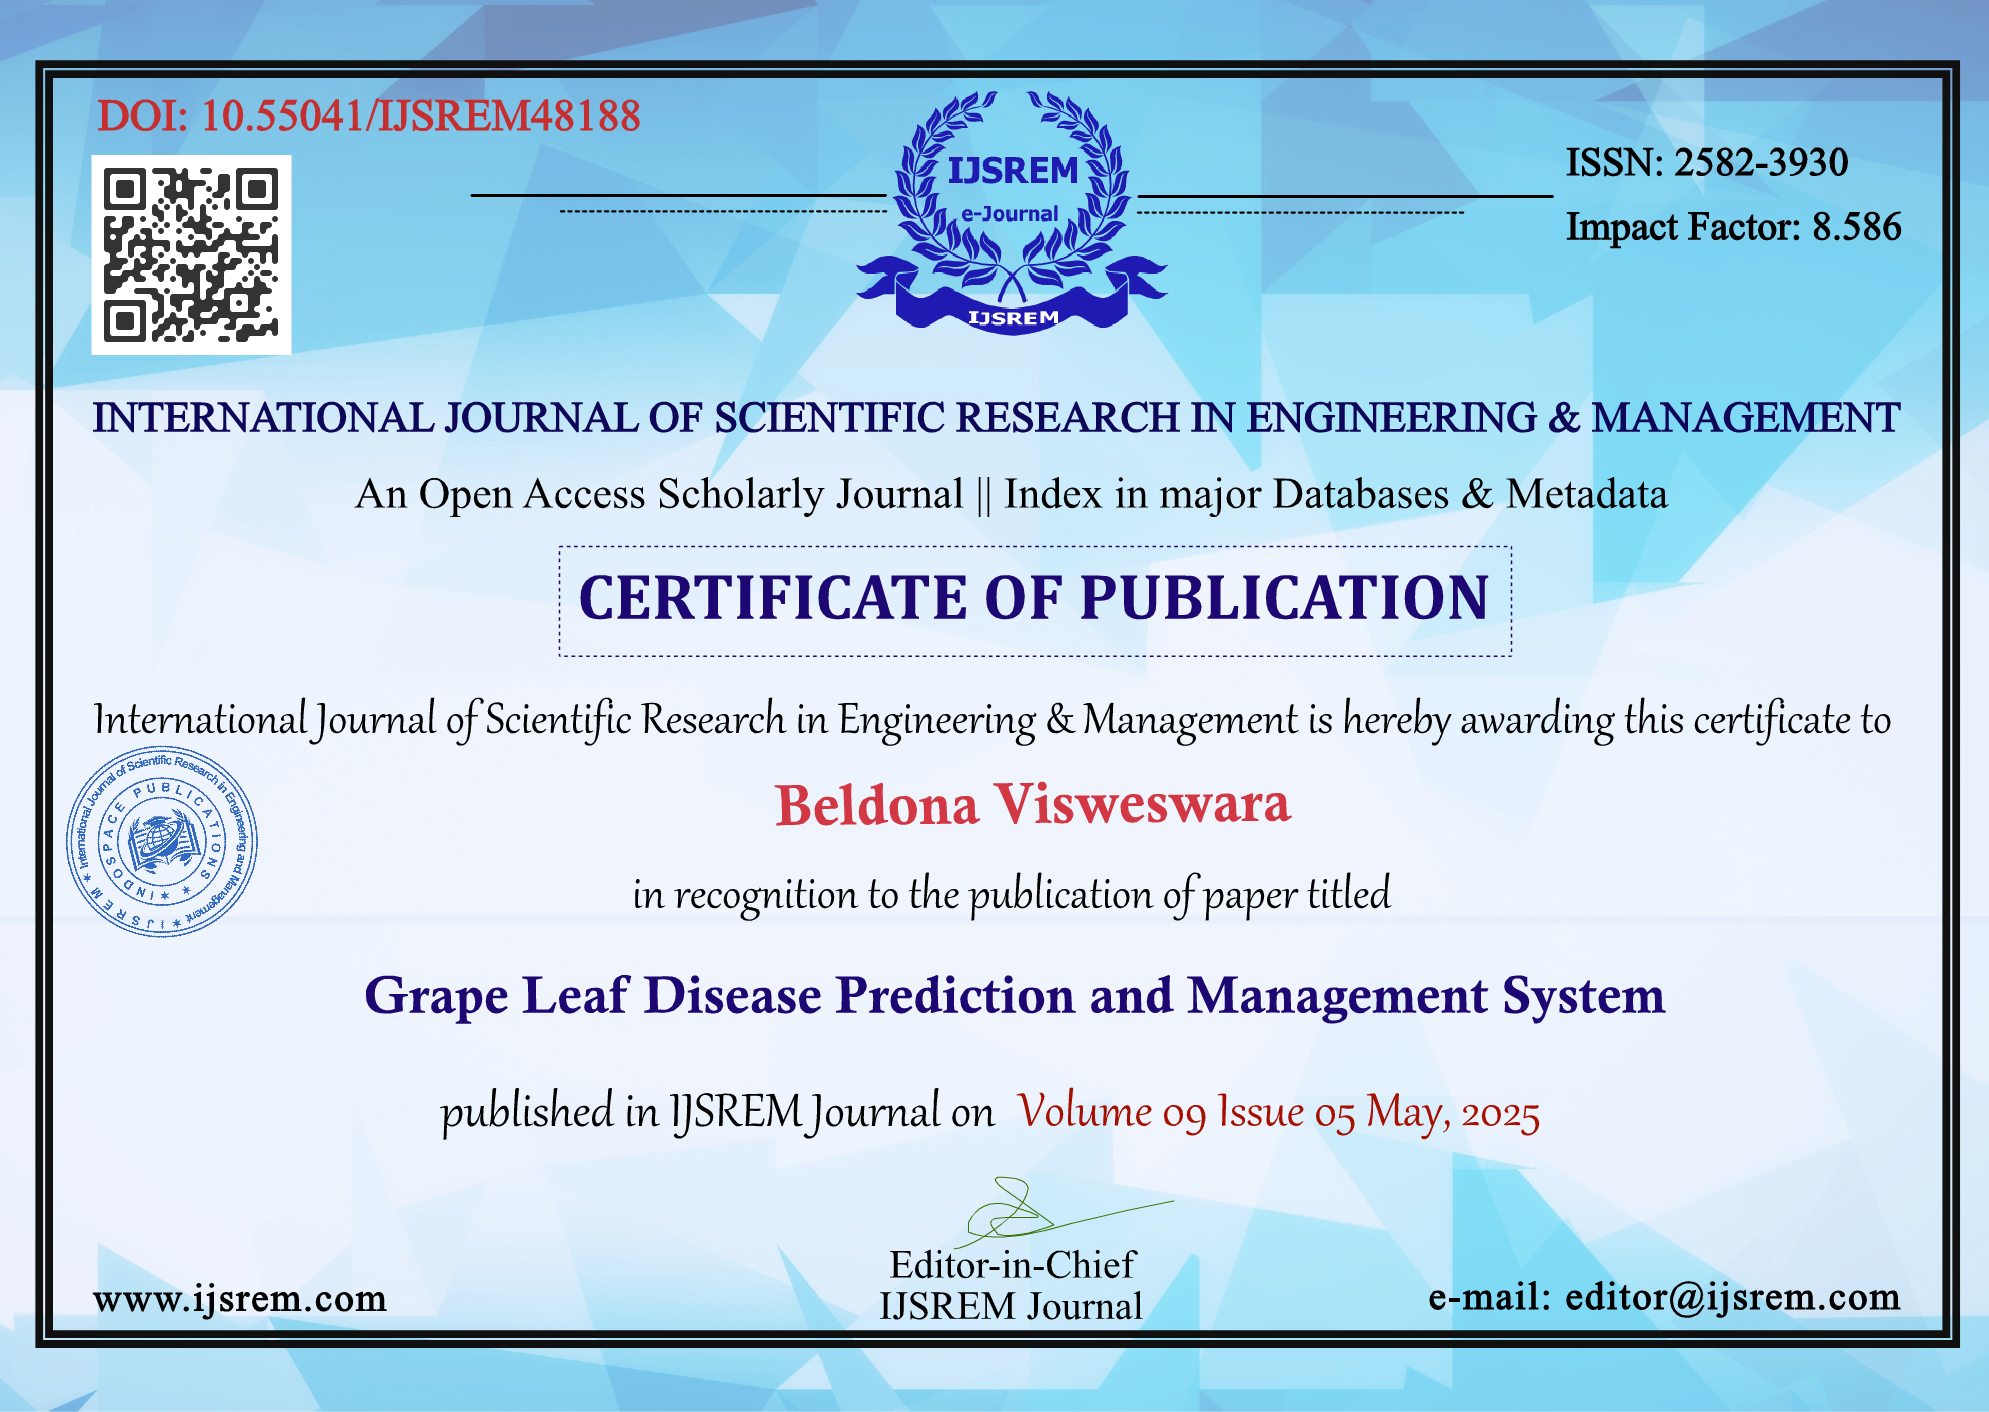 DOI: 10.55041/IJSREM48188
IJSREM
e-Journal
IJSREM
ISSN: 2582-3930
Impact Factor: 8.586
INTERNATIONAL JOURNAL OF SCIENTIFIC RESEARCH IN ENGINEERING & MANAGEMENT
An Open Access Scholarly Journal || Index in major Databases & Metadata
CERTIFICATE OF PUBLICATION
International Journal of Scientific Research in Engineering & Management is hereby awarding this certificate to
International Journal of Scientific Research in Engineering and Management ★ IJSREM ★
INDOSPACE PUBLICATIONS ★ ★
Beldona Visweswara
in recognition to the publication of paper titled
Grape Leaf Disease Prediction and Management System
published in IJSREM Journal on Volume 09 Issue 05 May, 2025
Editor-in-Chief
IJSREM Journal
www.ijsrem.com
e-mail: editor@ijsrem.com